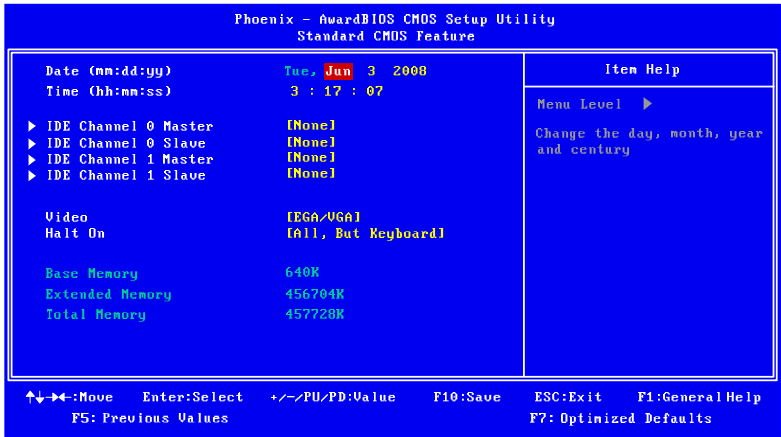 Phoenix - AwardBIOS CMOS Setup Utility
Standard CMOS Feature
Date (mm:dd:yy) Tue, Jun 3 2008
Time (hh:mm:ss) 3 : 17 : 07
IDE Channel 0 Master [None]
IDE Channel 0 Slave [None]
IDE Channel 1 Master [None]
IDE Channel 1 Slave [None]
Video [EGA/VGA]
Halt On [All, But Keyboard]
Base Memory 640K
Extended Memory 456704K
Total Memory 457728K
Item Help
Menu Level
Change the day, month, year
and century
:Move Enter:Select +/-/PU/PD:Value F10:Save ESC:Exit F1:General Help
F5: Previous Values F7: Optimized Defaults